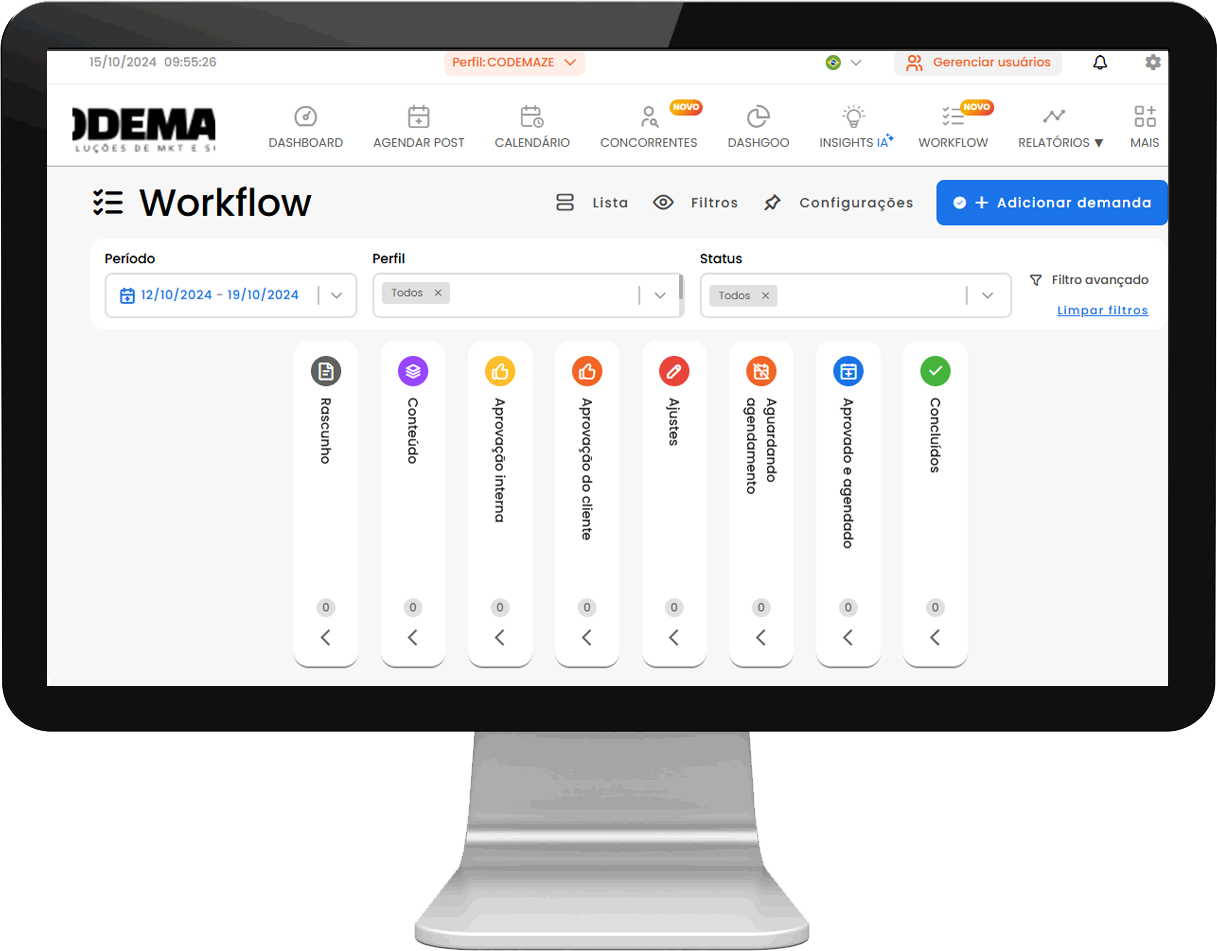 15/10/2024 09:55:26
Perfil: CODEMAZE
Gerenciar usuários
ODEMA
LUÇÕES DE MKT E S
NOVO
NOVO
DASHBOARD
AGENDAR POST
CALENDÁRIO
CONCORRENTES
DASHGOO
INSIGHTS IA
WORKFLOW
RELATÓRIOS ▼
MAIS
Workflow
Lista
Filtros
Configurações
+ Adicionar demanda
Período
Perfil
Status
12/10/2024 - 19/10/2024
Todos ×
Todos ×
Filtro avançado
Limpar filtros
Rascunho
Conteúdo
Aprovação interna
Aprovação do cliente
Ajustes
Aguardando
agendamento
Aprovado e agendado
Concluídos
0
0
0
0
0
0
0
0